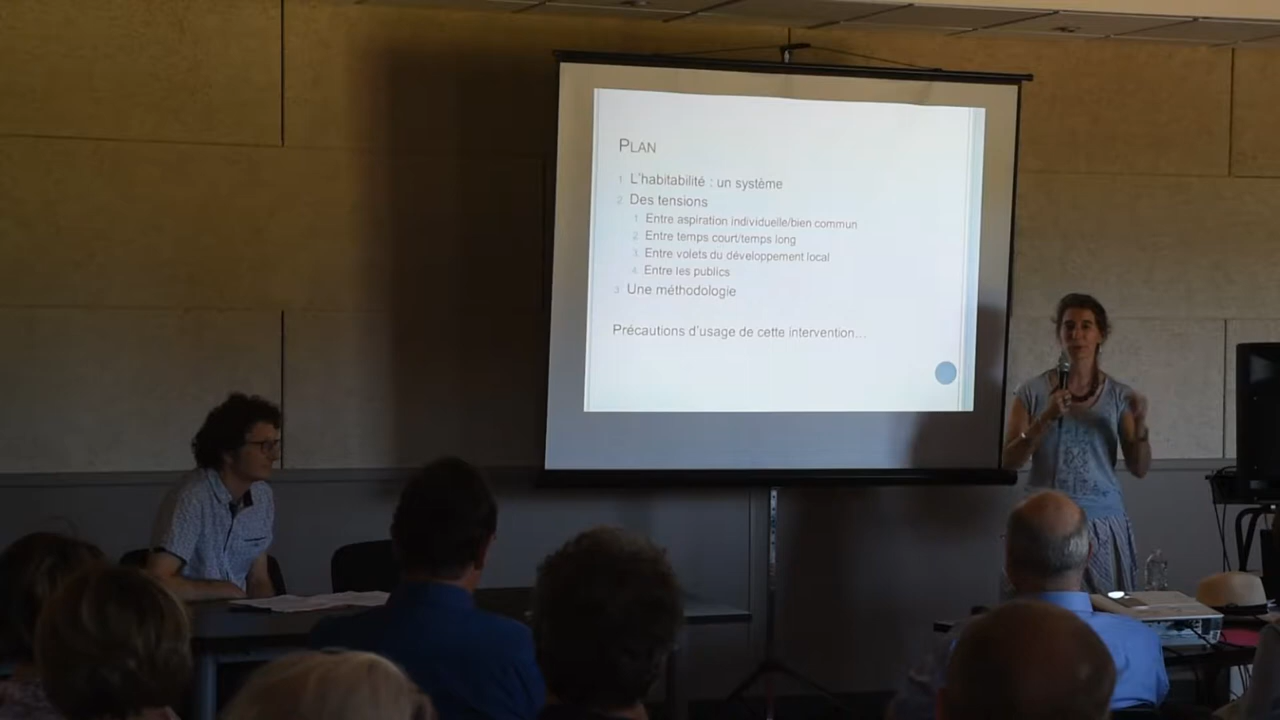 PLAN
1 L'habitabilité : un système
2 Des tensions
1. Entre aspiration individuelle/bien commun
2. Entre temps court/temps long
3. Entre volets du développement local
4. Entre les publics
3 Une méthodologie
Précautions d'usage de cette intervention…